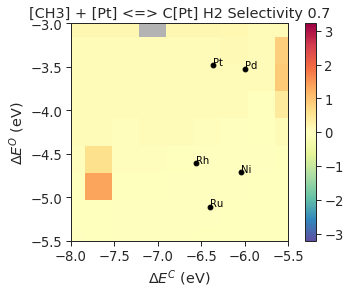 [CH3] + [Pt] <=> C[Pt] H2 Selectivity 0.7
−3.0
−3.5
−4.0
−4.5
−5.0
−5.5
ΔE^O (eV)
Pt
Pd
Rh
Ni
Ru
−8.0 −7.5 −7.0 −6.5 −6.0 −5.5
ΔE^C (eV)
3
2
1
0
−1
−2
−3